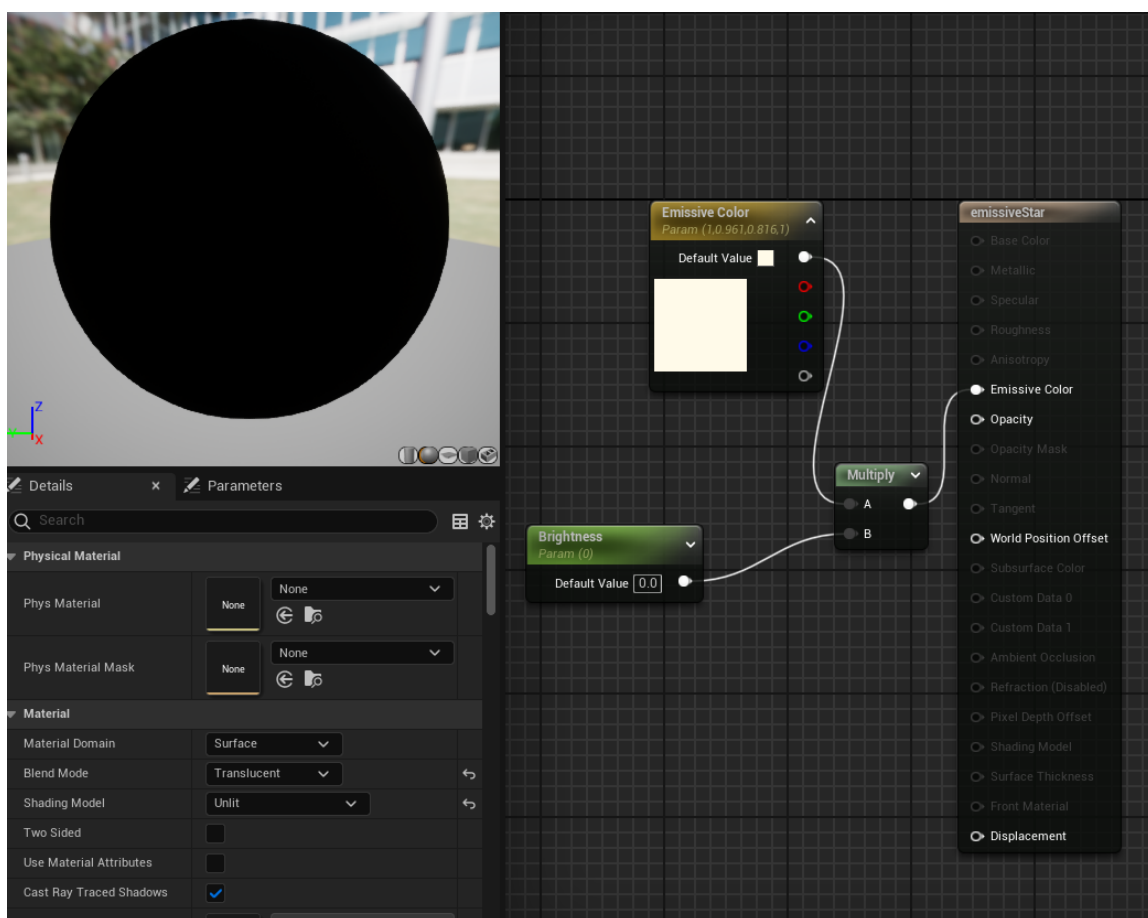 Z
X
Details
Parameters
Search
Physical Material
Phys Material
None
None
Phys Material Mask
None
None
Material
Material Domain
Surface
Blend Mode
Translucent
Shading Model
Unlit
Two Sided
Use Material Attributes
Cast Ray Traced Shadows
Emissive Color
Param (1,0.961,0.816,1)
Default Value
Brightness
Param (0)
Default Value 0.0
Multiply
A
B
emissiveStar
Base Color
Metallic
Specular
Roughness
Anisotropy
Emissive Color
Opacity
Opacity Mask
Normal
Tangent
World Position Offset
Subsurface Color
Custom Data 0
Custom Data 1
Ambient Occlusion
Refraction (Disabled)
Pixel Depth Offset
Shading Model
Surface Thickness
Front Material
Displacement